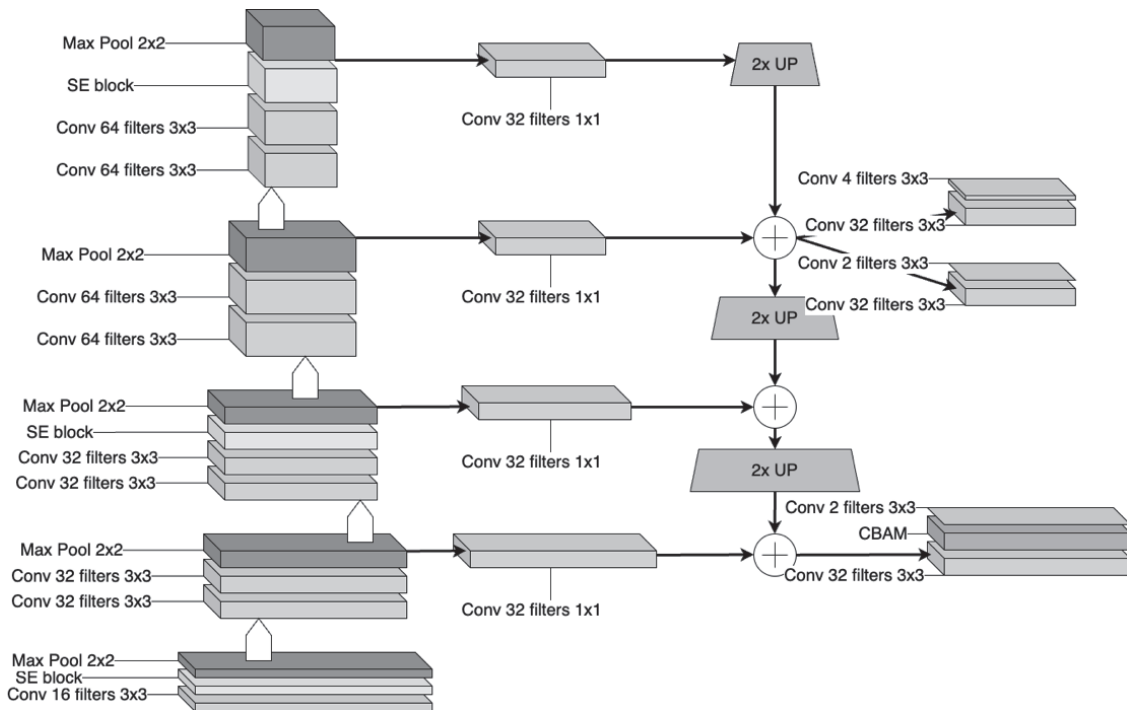 Max Pool 2x2
SE block
Conv 64 filters 3x3
Conv 64 filters 3x3
Conv 32 filters 1x1
2x UP
Max Pool 2x2
Conv 64 filters 3x3
Conv 64 filters 3x3
Conv 32 filters 1x1
Conv 4 filters 3x3
Conv 32 filters 3x3
Conv 2 filters 3x3
Conv 32 filters 3x3
2x UP
Max Pool 2x2
SE block
Conv 32 filters 3x3
Conv 32 filters 3x3
Conv 32 filters 1x1
2x UP
Max Pool 2x2
Conv 32 filters 3x3
Conv 32 filters 3x3
Conv 32 filters 1x1
Conv 2 filters 3x3
CBAM
Conv 32 filters 3x3
Max Pool 2x2
SE block
Conv 16 filters 3x3